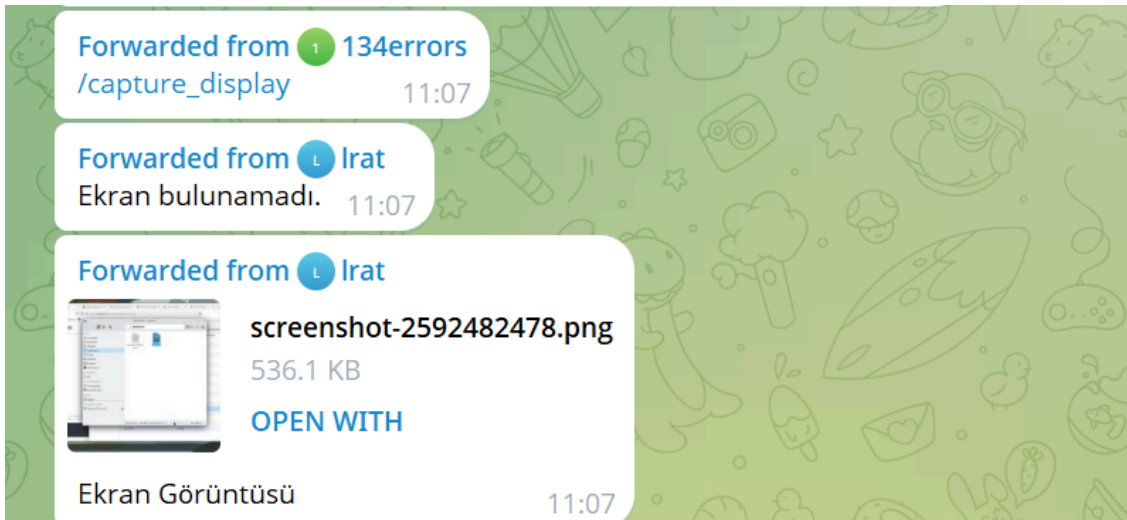 Forwarded from 1 134errors
/capture_display
11:07
Forwarded from L lrat
Ekran bulunamadı.
11:07
Forwarded from L lrat
screenshot-2592482478.png
536.1 KB
OPEN WITH
Ekran Görüntüsü
11:07